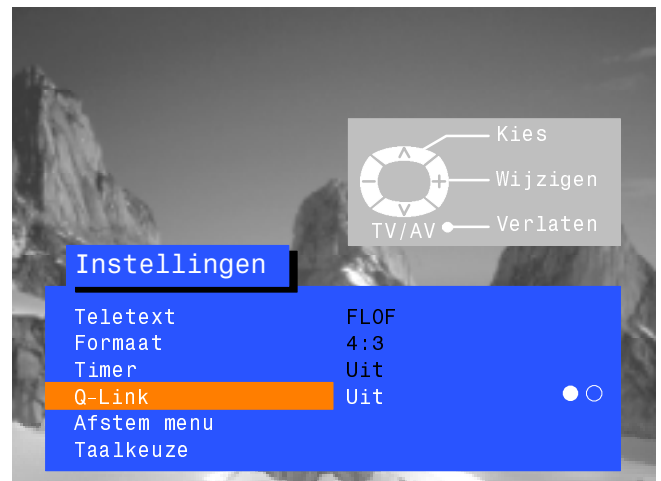 Kies
Wijzigen
TV/AV Verlaten
Instellingen
Teletext FLOF
Formaat 4:3
Timer Uit
Q-Link Uit
Afstem menu
Taalkeuze